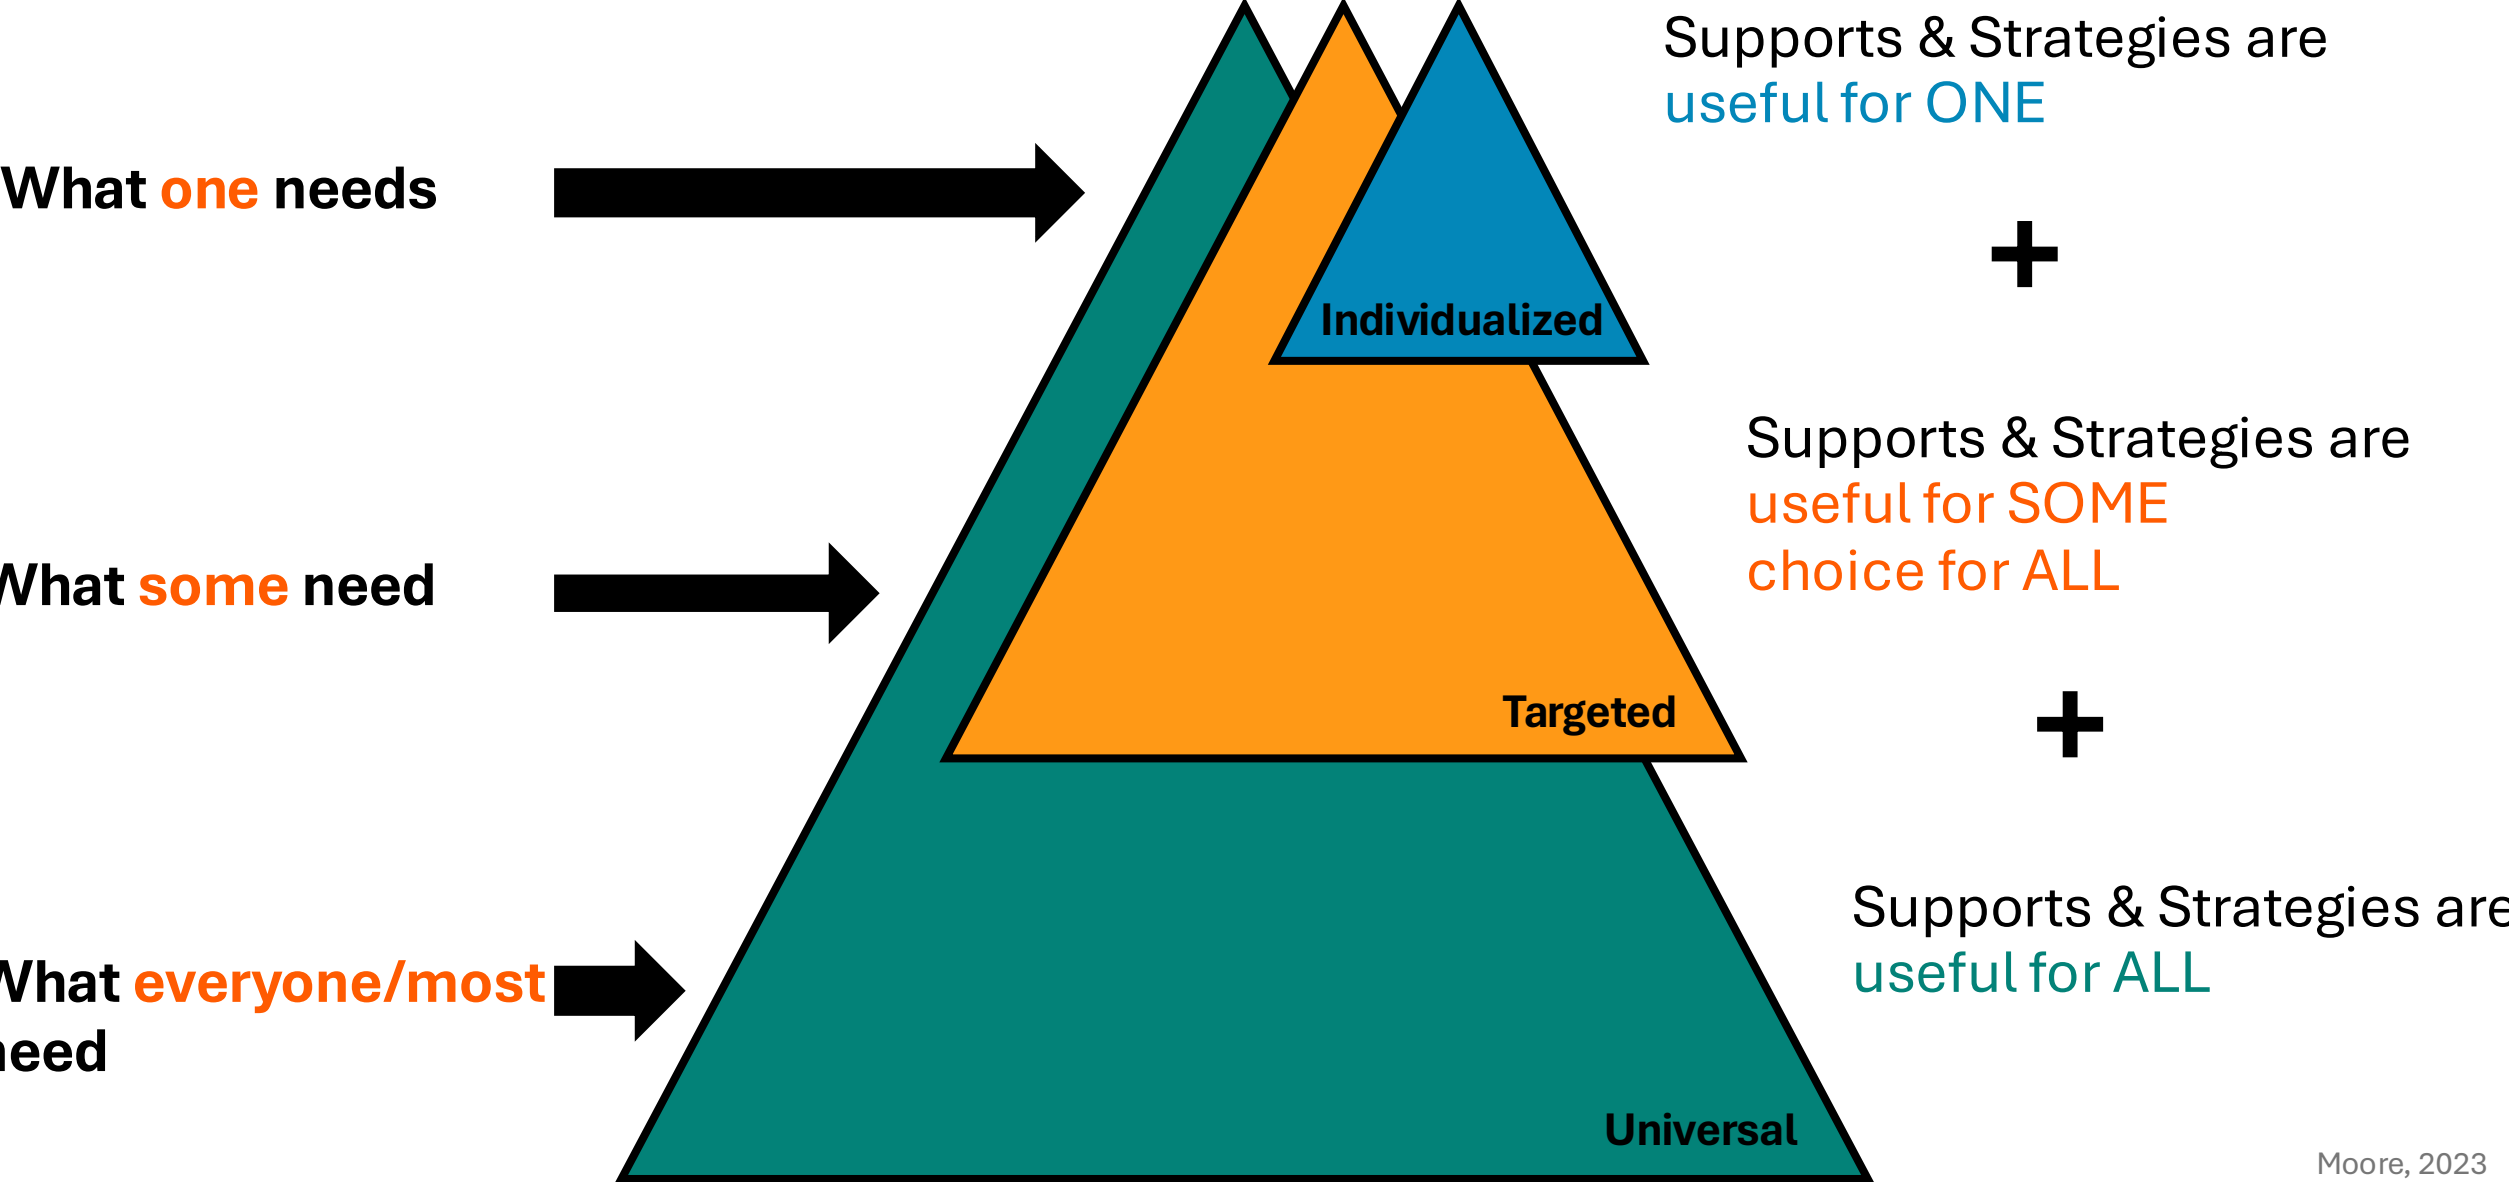 Supports & Strategies are
useful for ONE
What one needs
+
Individualized
Supports & Strategies are
useful for SOME
choice for ALL
What some need
Targeted
+
Supports & Strategies are
useful for ALL
What everyone/most
need
Universal
Moore, 2023